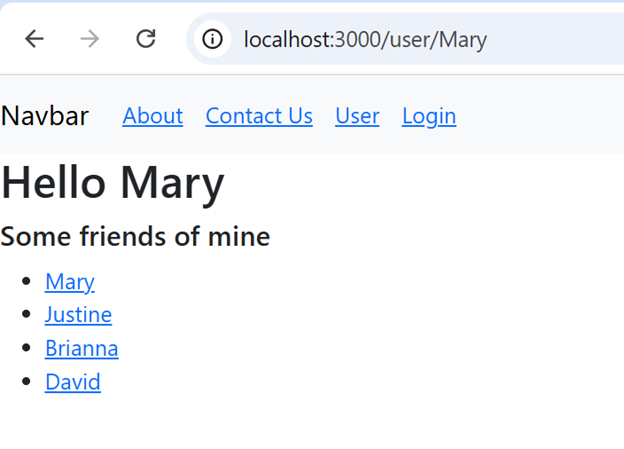 localhost:3000/user/Mary
Navbar About Contact Us User Login
Hello Mary
Some friends of mine
Mary
Justine
Brianna
David